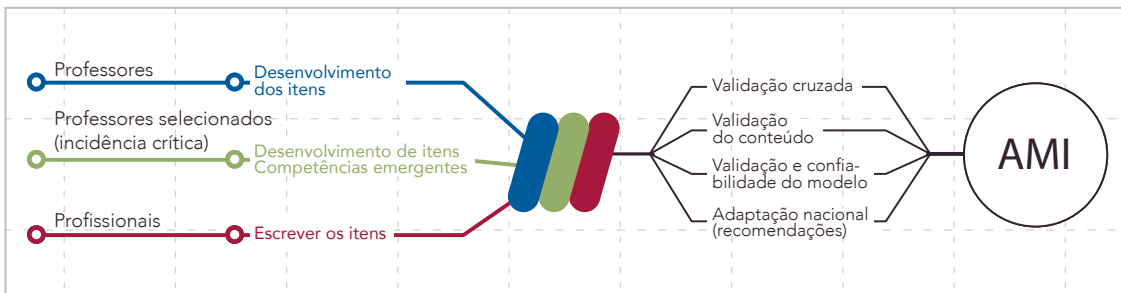 Professores
Desenvolvimento
dos itens
Professores selecionados
(incidência crítica)
Desenvolvimento de itens
Competências emergentes
Profissionais
Escrever os itens
Validação cruzada
Validação
do conteúdo
Validação e confia-
bilidade do modelo
Adaptação nacional
(recomendações)
AMI